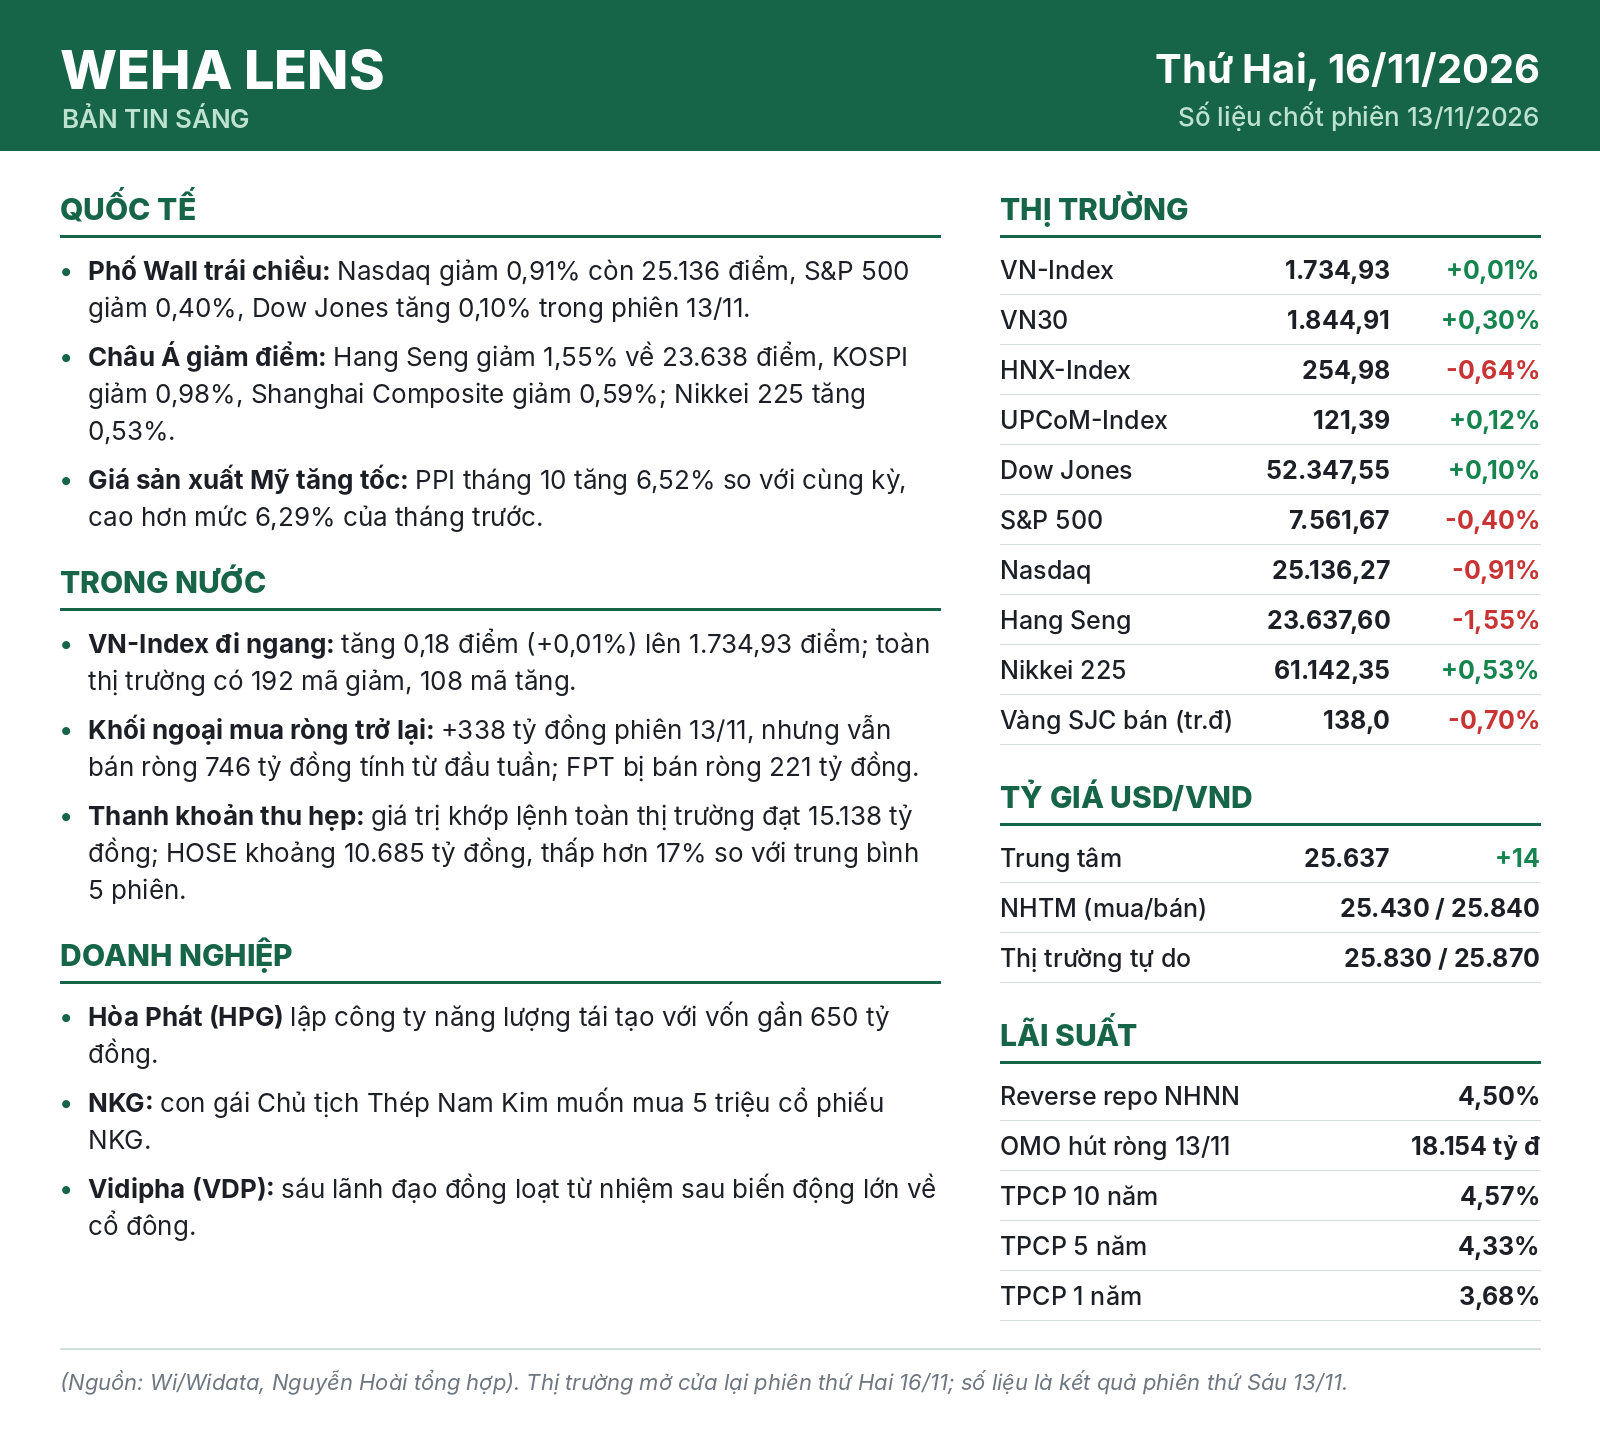 WEHA LENS
BẢN TIN SÁNG
Thứ Hai, 16/11/2026
Số liệu chốt phiên 13/11/2026
QUỐC TẾ
• Phố Wall trái chiều: Nasdaq giảm 0,91% còn 25.136 điểm, S&P 500
giảm 0,40%, Dow Jones tăng 0,10% trong phiên 13/11.
• Châu Á giảm điểm: Hang Seng giảm 1,55% về 23.638 điểm, KOSPI
giảm 0,98%, Shanghai Composite giảm 0,59%; Nikkei 225 tăng
0,53%.
• Giá sản xuất Mỹ tăng tốc: PPI tháng 10 tăng 6,52% so với cùng kỳ,
cao hơn mức 6,29% của tháng trước.
TRONG NƯỚC
• VN-Index đi ngang: tăng 0,18 điểm (+0,01%) lên 1.734,93 điểm; toàn
thị trường có 192 mã giảm, 108 mã tăng.
• Khối ngoại mua ròng trở lại: +338 tỷ đồng phiên 13/11, nhưng vẫn
bán ròng 746 tỷ đồng tính từ đầu tuần; FPT bị bán ròng 221 tỷ đồng.
• Thanh khoản thu hẹp: giá trị khớp lệnh toàn thị trường đạt 15.138 tỷ
đồng; HOSE khoảng 10.685 tỷ đồng, thấp hơn 17% so với trung bình
5 phiên.
DOANH NGHIỆP
• Hòa Phát (HPG) lập công ty năng lượng tái tạo với vốn gần 650 tỷ
đồng.
• NKG: con gái Chủ tịch Thép Nam Kim muốn mua 5 triệu cổ phiếu
NKG.
• Vidipha (VDP): sáu lãnh đạo đồng loạt từ nhiệm sau biến động lớn về
cổ đông.
THỊ TRƯỜNG
VN-Index 1.734,93 +0,01%
VN30 1.844,91 +0,30%
HNX-Index 254,98 -0,64%
UPCoM-Index 121,39 +0,12%
Dow Jones 52.347,55 +0,10%
S&P 500 7.561,67 -0,40%
Nasdaq 25.136,27 -0,91%
Hang Seng 23.637,60 -1,55%
Nikkei 225 61.142,35 +0,53%
Vàng SJC bán (tr.đ) 138,0 -0,70%
TỶ GIÁ USD/VND
Trung tâm 25.637 +14
NHTM (mua/bán) 25.430 / 25.840
Thị trường tự do 25.830 / 25.870
LÃI SUẤT
Reverse repo NHNN 4,50%
OMO hút ròng 13/11 18.154 tỷ đ
TPCP 10 năm 4,57%
TPCP 5 năm 4,33%
TPCP 1 năm 3,68%
(Nguồn: Wi/Widata, Nguyễn Hoài tổng hợp). Thị trường mở cửa lại phiên thứ Hai 16/11; số liệu là kết quả phiên thứ Sáu 13/11.